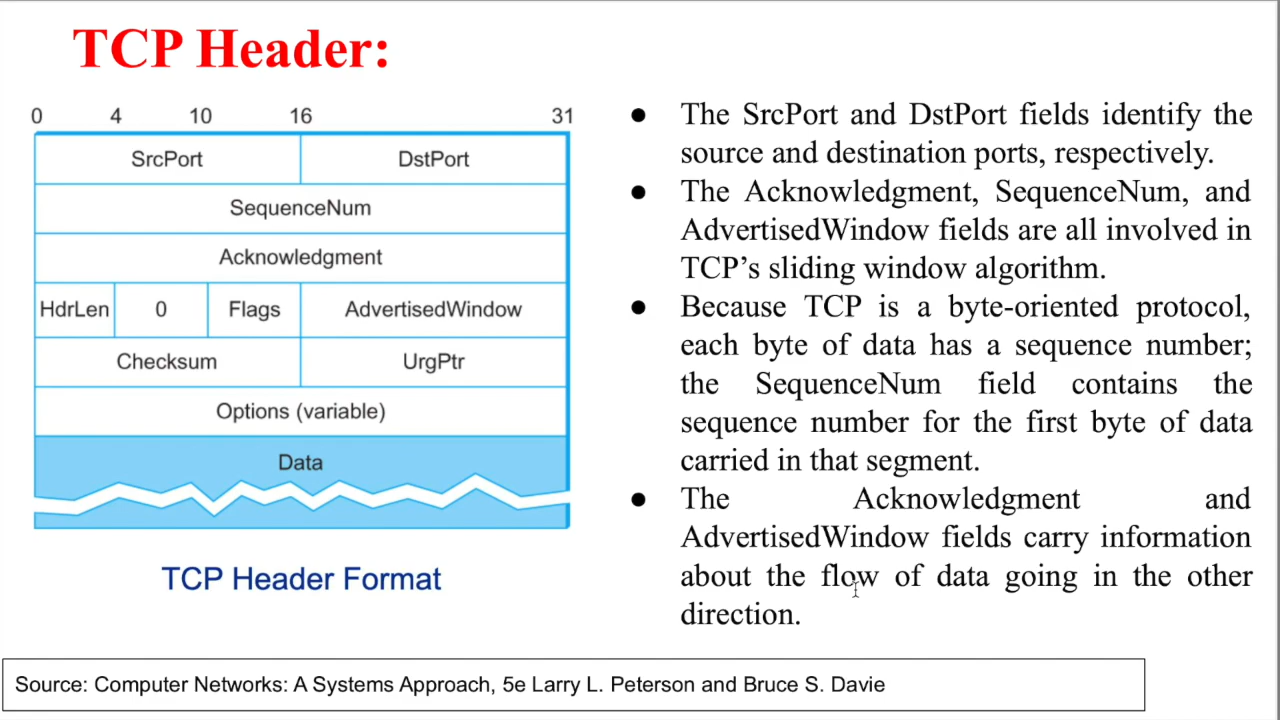 TCP Header:
0 4 10 16 31
SrcPort DstPort
SequenceNum
Acknowledgment
HdrLen 0 Flags AdvertisedWindow
Checksum UrgPtr
Options (variable)
Data
TCP Header Format
● The SrcPort and DstPort fields identify the
source and destination ports, respectively.
● The Acknowledgment, SequenceNum, and
AdvertisedWindow fields are all involved in
TCP’s sliding window algorithm.
● Because TCP is a byte-oriented protocol,
each byte of data has a sequence number;
the SequenceNum field contains the
sequence number for the first byte of data
carried in that segment.
● The Acknowledgment and
AdvertisedWindow fields carry information
about the flow of data going in the other
direction.
Source: Computer Networks: A Systems Approach, 5e Larry L. Peterson and Bruce S. Davie